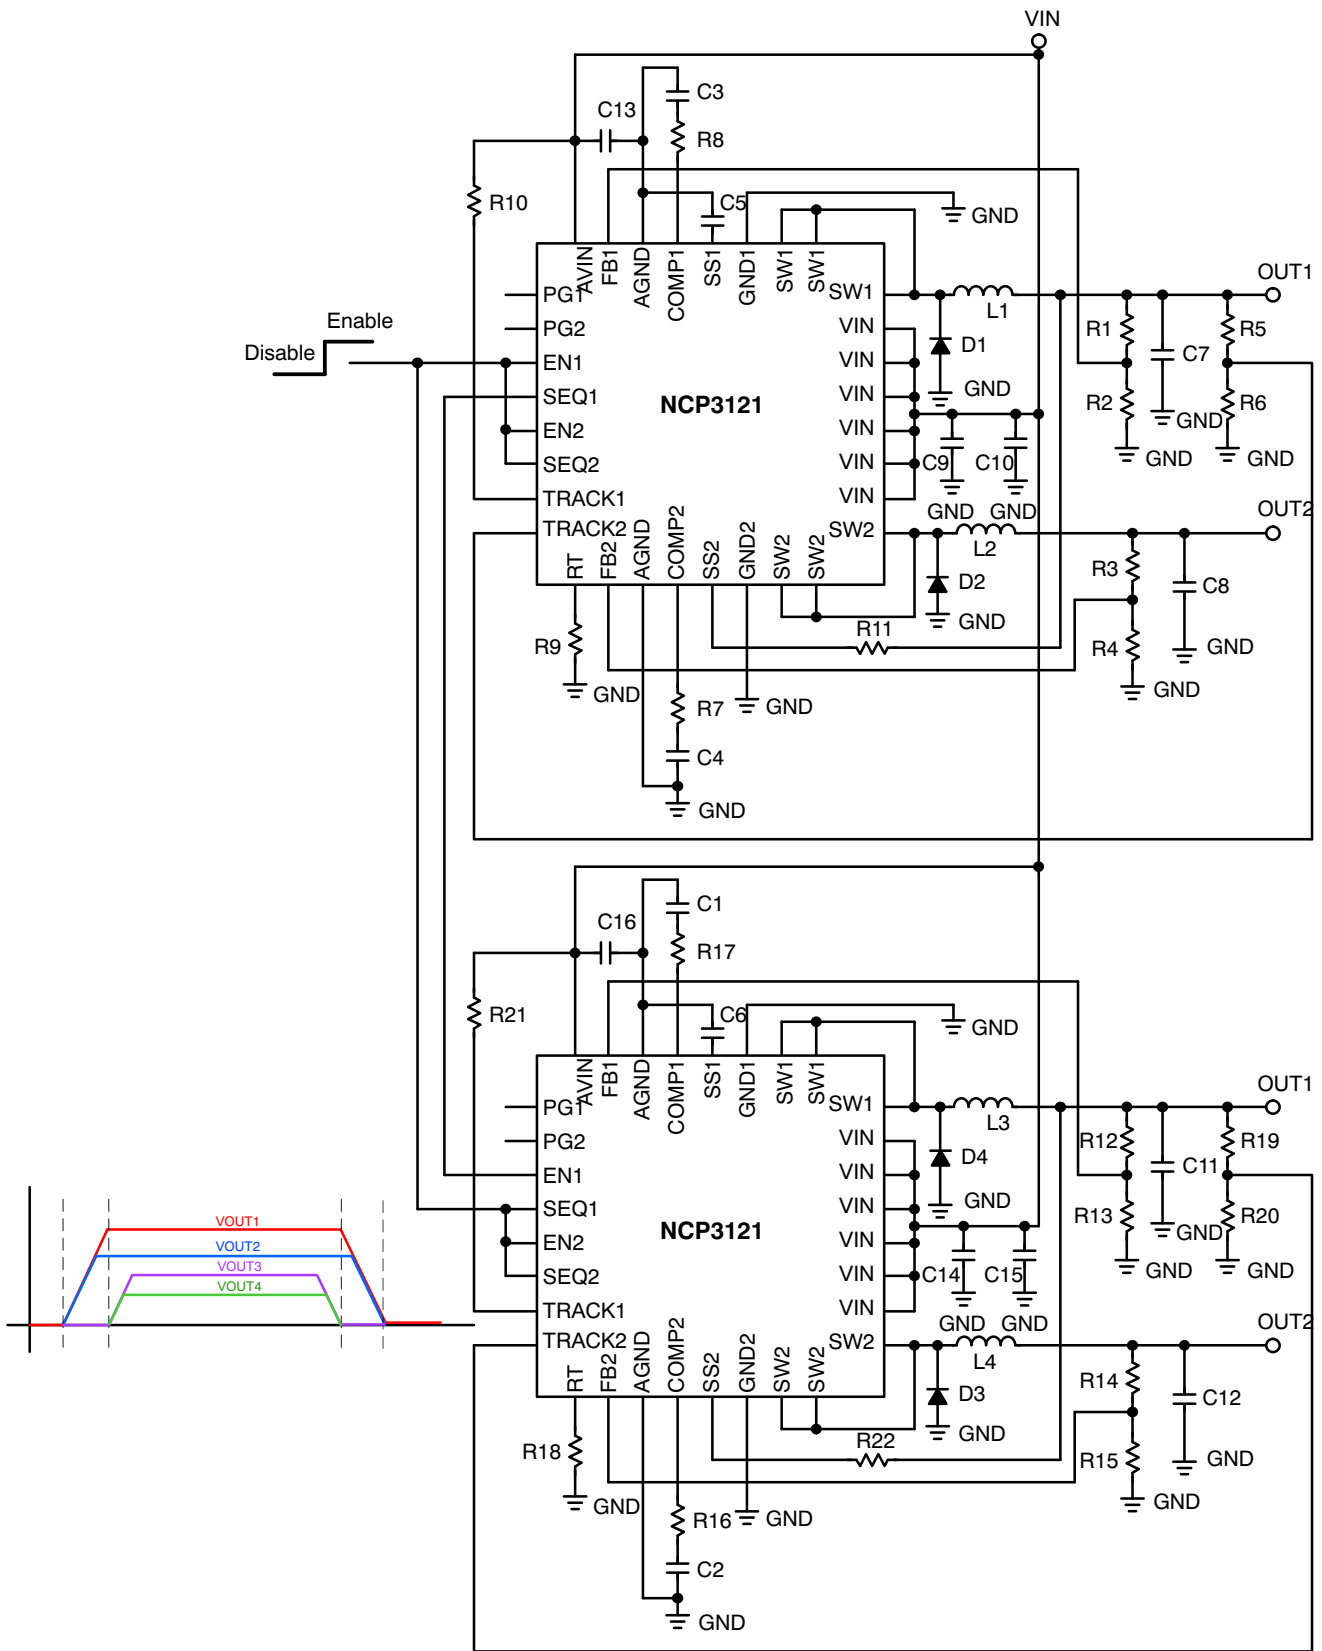 VIN
C3
C13
R8
R10
C5
GND
AVIN
FB1
AGND
COMP1
SS1
GND1
SW1
SW1
OUT1
PG1
SW1
L1
Enable
PG2
VIN
R1
R5
Disable
D1
C7
EN1
VIN
GND
SEQ1
NCP3121
VIN
R2
GND
R6
EN2
VIN
SEQ2
VIN
C9
C10
GND
GND
TRACK1
VIN
GND
GND
OUT2
TRACK2
SW2
L2
RT
FB2
AGND
COMP2
SS2
GND2
SW2
SW2
R3
D2
C8
GND
R11
R9
R4
GND
GND
GND
R7
GND
C4
GND
C1
C16
R17
R21
C6
GND
AVIN
FB1
AGND
COMP1
SS1
GND1
SW1
SW1
OUT1
PG1
SW1
L3
PG2
VIN
R12
R19
D4
C11
EN1
VIN
GND
SEQ1
NCP3121
VIN
R13
GND
R20
VOUT1
EN2
VIN
VOUT2
VOUT3
SEQ2
VIN
C14
C15
GND
GND
VOUT4
TRACK1
VIN
GND
GND
OUT2
TRACK2
SW2
L4
RT
FB2
AGND
COMP2
SS2
GND2
SW2
SW2
R14
D3
C12
GND
R22
R18
R15
GND
GND
GND
R16
GND
C2
GND